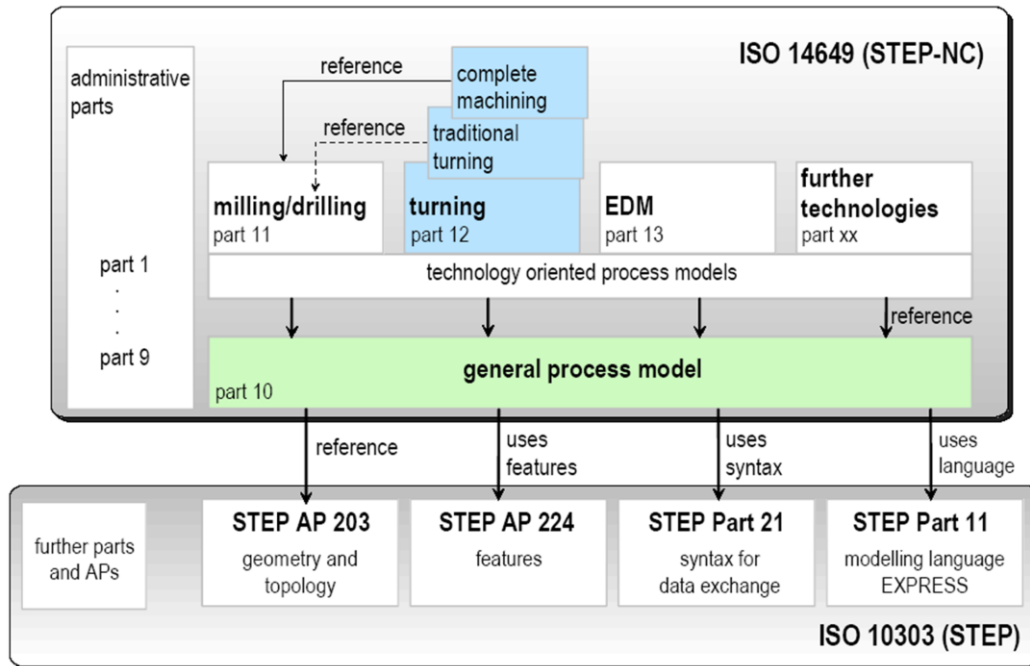 ISO 14649 (STEP-NC)
administrative
parts
part 1
.
.
.
part 9
reference
complete
machining
reference
traditional
turning
milling/drilling
part 11
turning
part 12
EDM
part 13
further
technologies
part xx
technology oriented process models
reference
general process model
part 10
reference
uses
features
uses
syntax
uses
language
further parts
and APs
STEP AP 203
geometry and
topology
STEP AP 224
features
STEP Part 21
syntax for
data exchange
STEP Part 11
modelling language
EXPRESS
ISO 10303 (STEP)